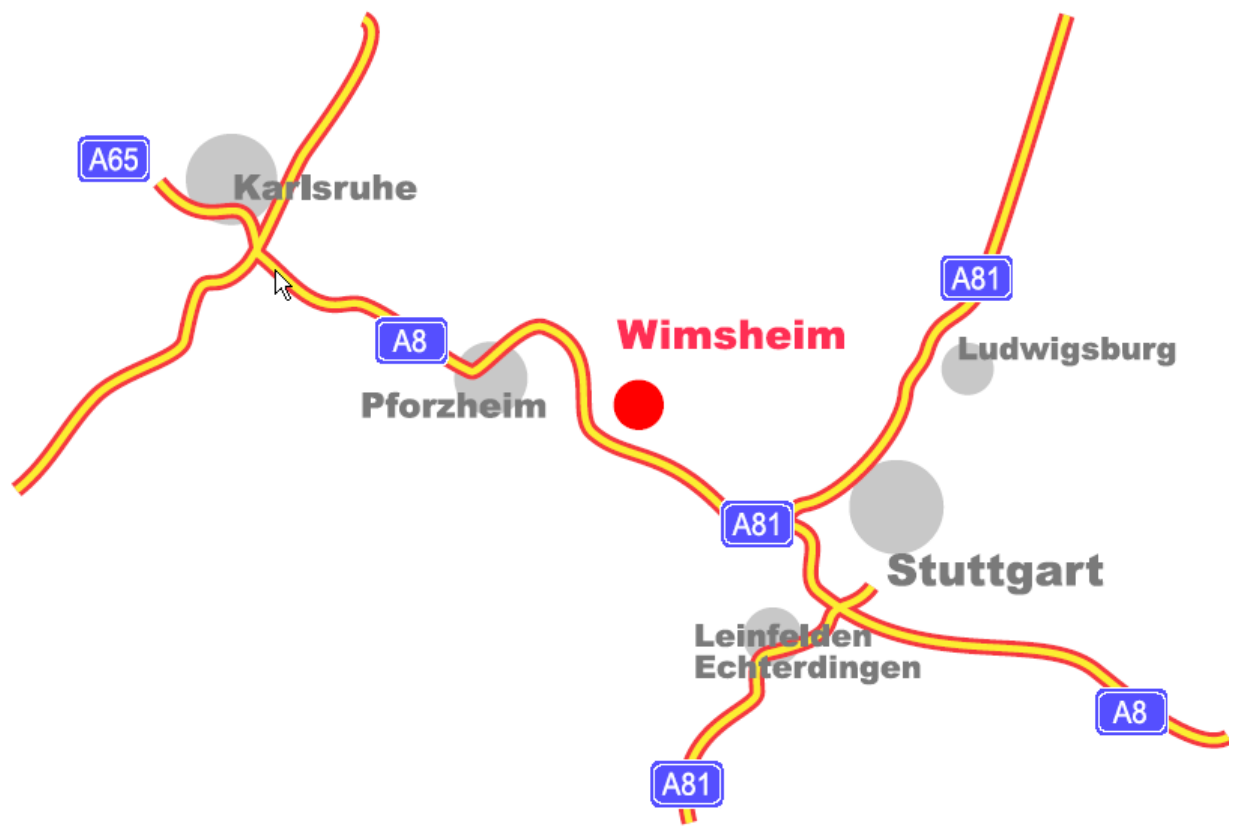 A65
Karlsruhe
A81
A8
Wimsheim
Ludwigsburg
Pforzheim
A81
Stuttgart
Leinfelden
Echterdingen
A8
A81